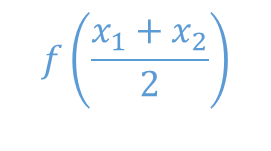 f((x₁ + x₂)/2)